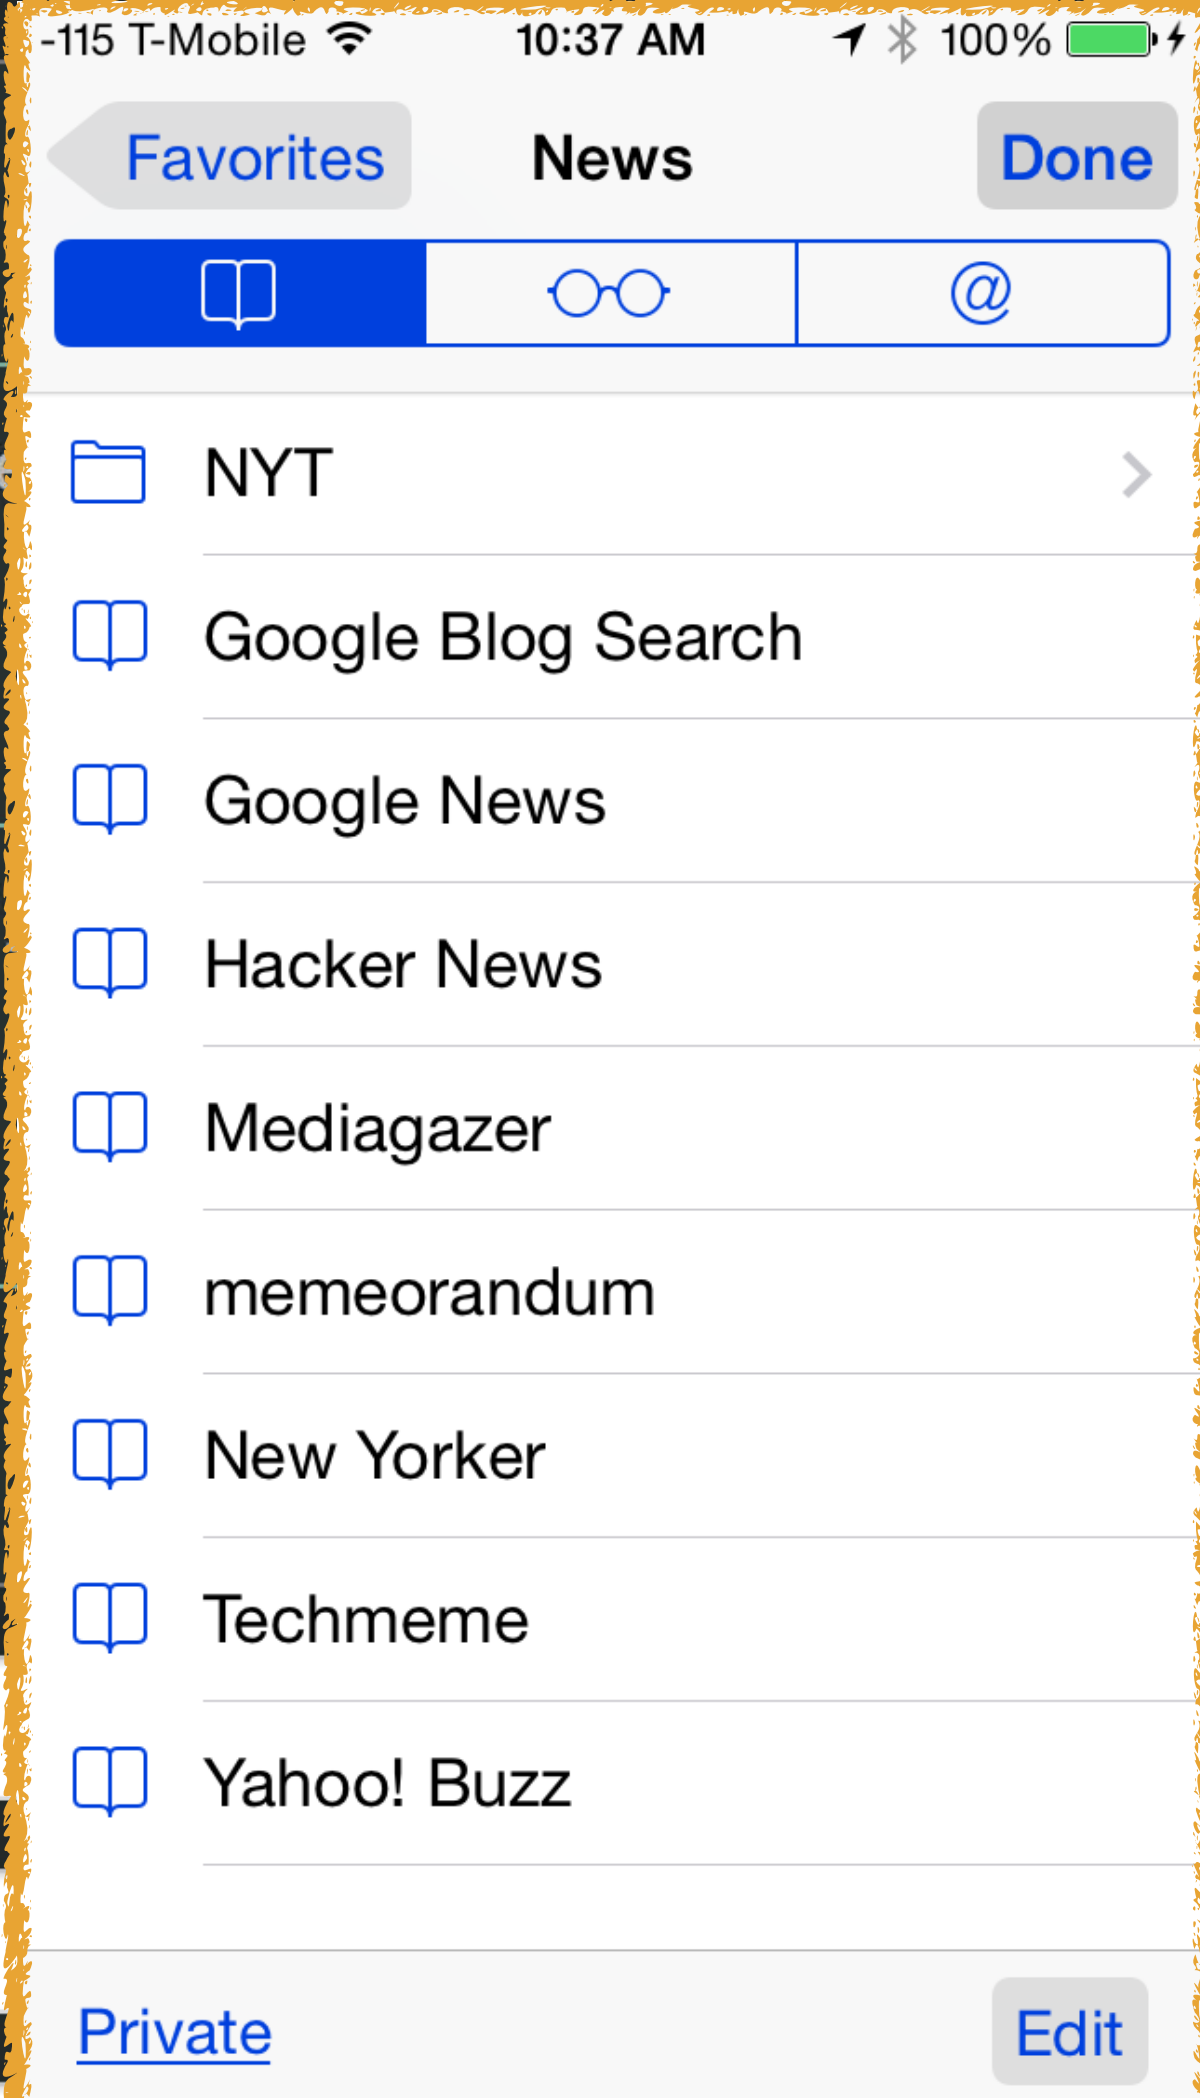 -115 T-Mobile 10:37 AM 100%
Favorites News Done
@
NYT
Google Blog Search
Google News
Hacker News
Mediagazer
memeorandum
New Yorker
Techmeme
Yahoo! Buzz
Private Edit